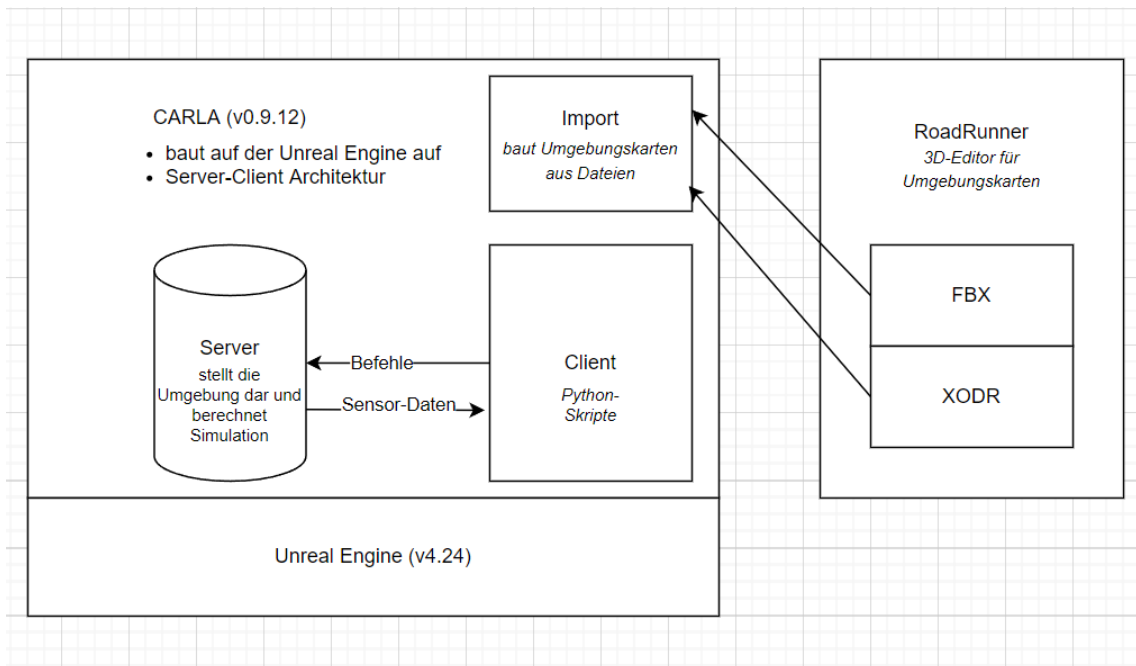 CARLA (v0.9.12)
• baut auf der Unreal Engine auf
• Server-Client Architektur
Import
baut Umgebungskarten
aus Dateien
RoadRunner
3D-Editor für
Umgebungskarten
FBX
XODR
Server
stellt die
Umgebung dar und
berechnet
Simulation
Befehle
Sensor-Daten
Client
Python-
Skripte
Unreal Engine (v4.24)